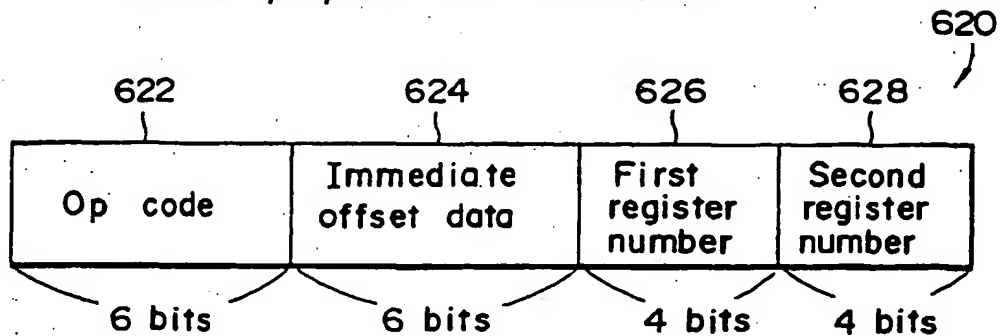 620
622 624 626 628
Op code
Immediate offset data
First register number
Second register number
6 bits 6 bits 4 bits 4 bits